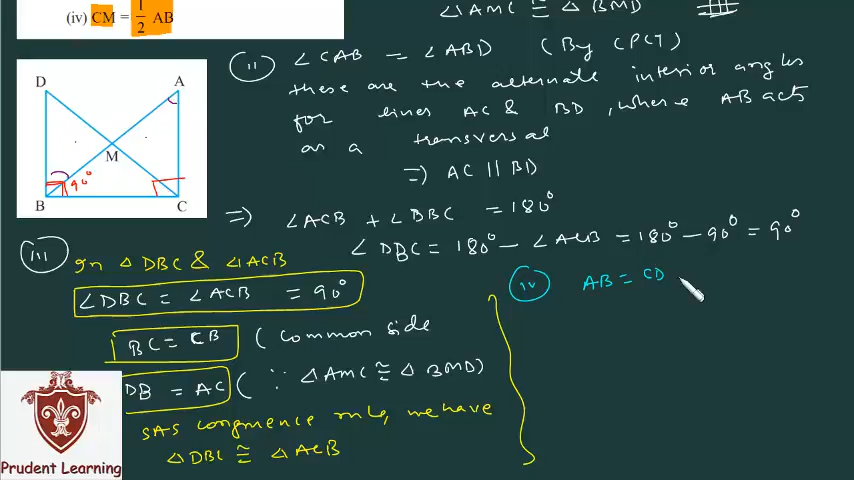 △AMC ≅ △BMD
(iv) CM = 1/2 AB
ii ∠CAB = ∠ABD (By CPCT)
these are the alternate interior angles
for lines AC & BD, where AB acts
as a transversal
⇒ AC || BD
D A
M
90°
B C
⇒ ∠ACB + ∠BBC = 180°
∠DBC = 180° - ∠ACB = 180° - 90° = 90°
iii In △DBC & △ACB
∠DBC = ∠ACB = 90°
BC = CB (Common side
DB = AC (∵ △AMC ≅ △BMD)
SAS congruence rule, we have
△DBC ≅ △ACB
iv AB = CD
Prudent Learning